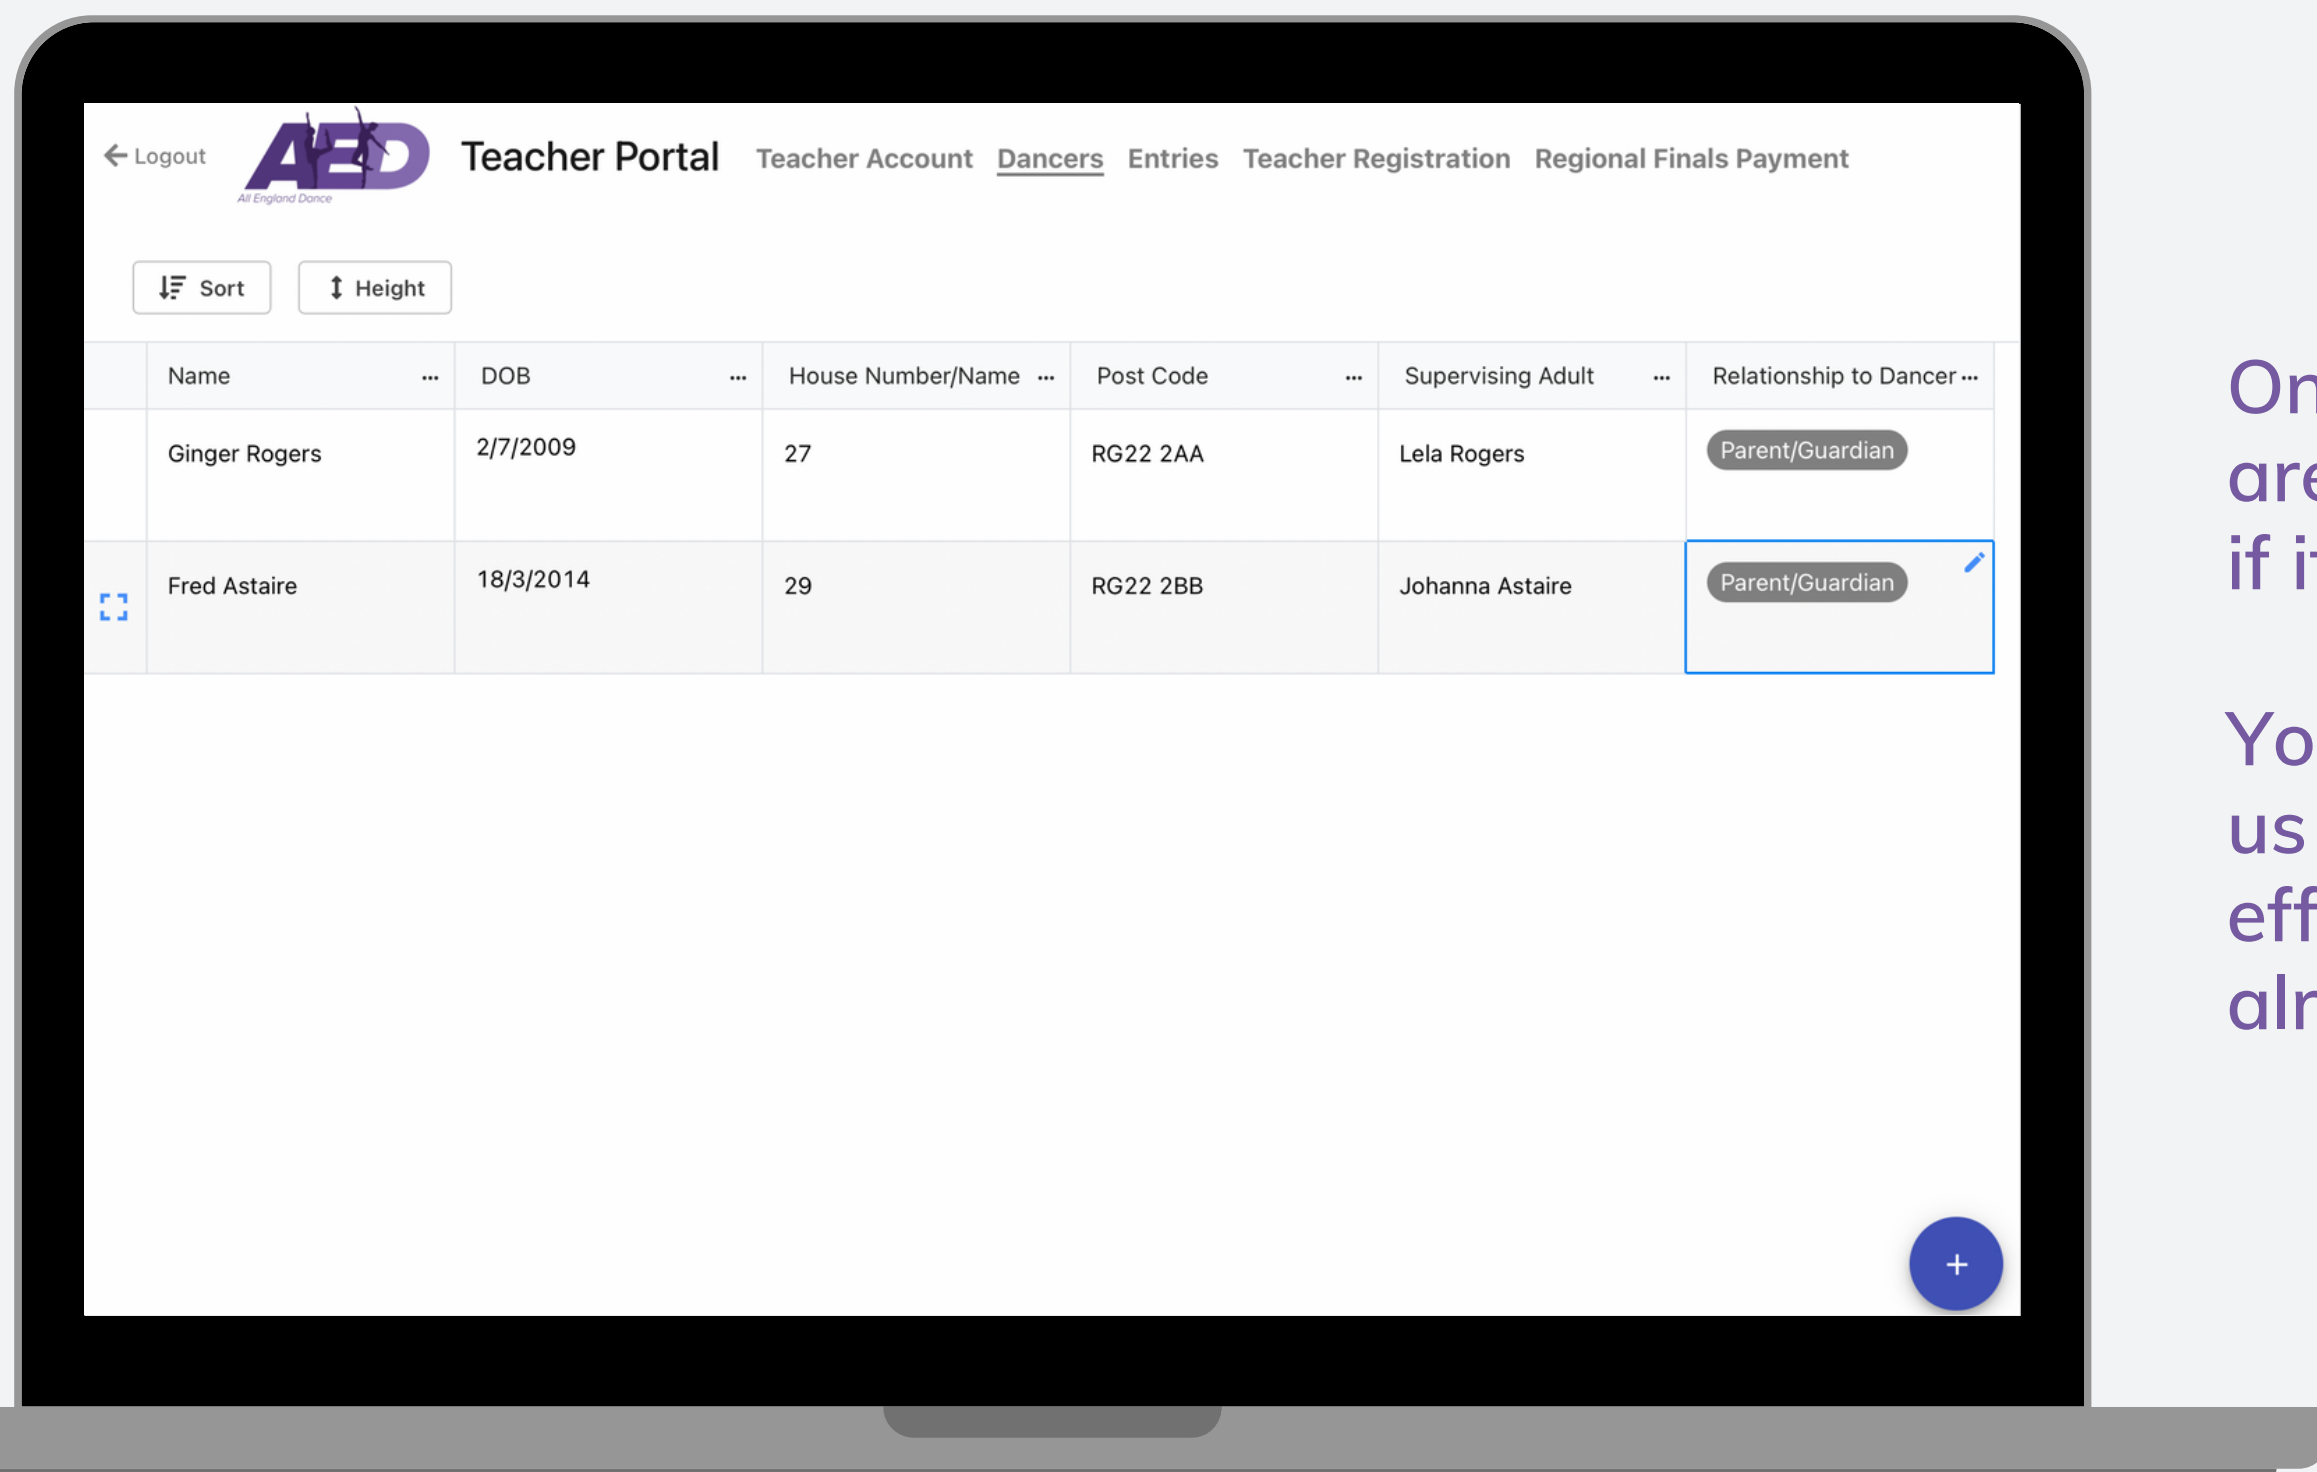 Logout
AED
All England Dance
Teacher Portal Teacher Account Dancers Entries Teacher Registration Regional Finals Payment
Sort Height
Name ... DOB ... House Number/Name ... Post Code ... Supervising Adult ... Relationship to Dancer ...
Ginger Rogers 2/7/2009 27 RG22 2AA Lela Rogers Parent/Guardian
Fred Astaire 18/3/2014 29 RG22 2BB Johanna Astaire Parent/Guardian
+
if
us